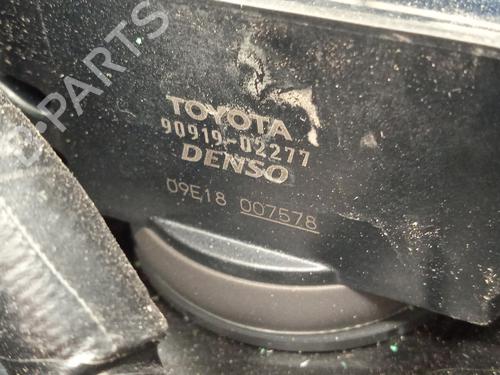 B-PARTS
TOYOTA
90919-02277
DENSO
09E18 007578